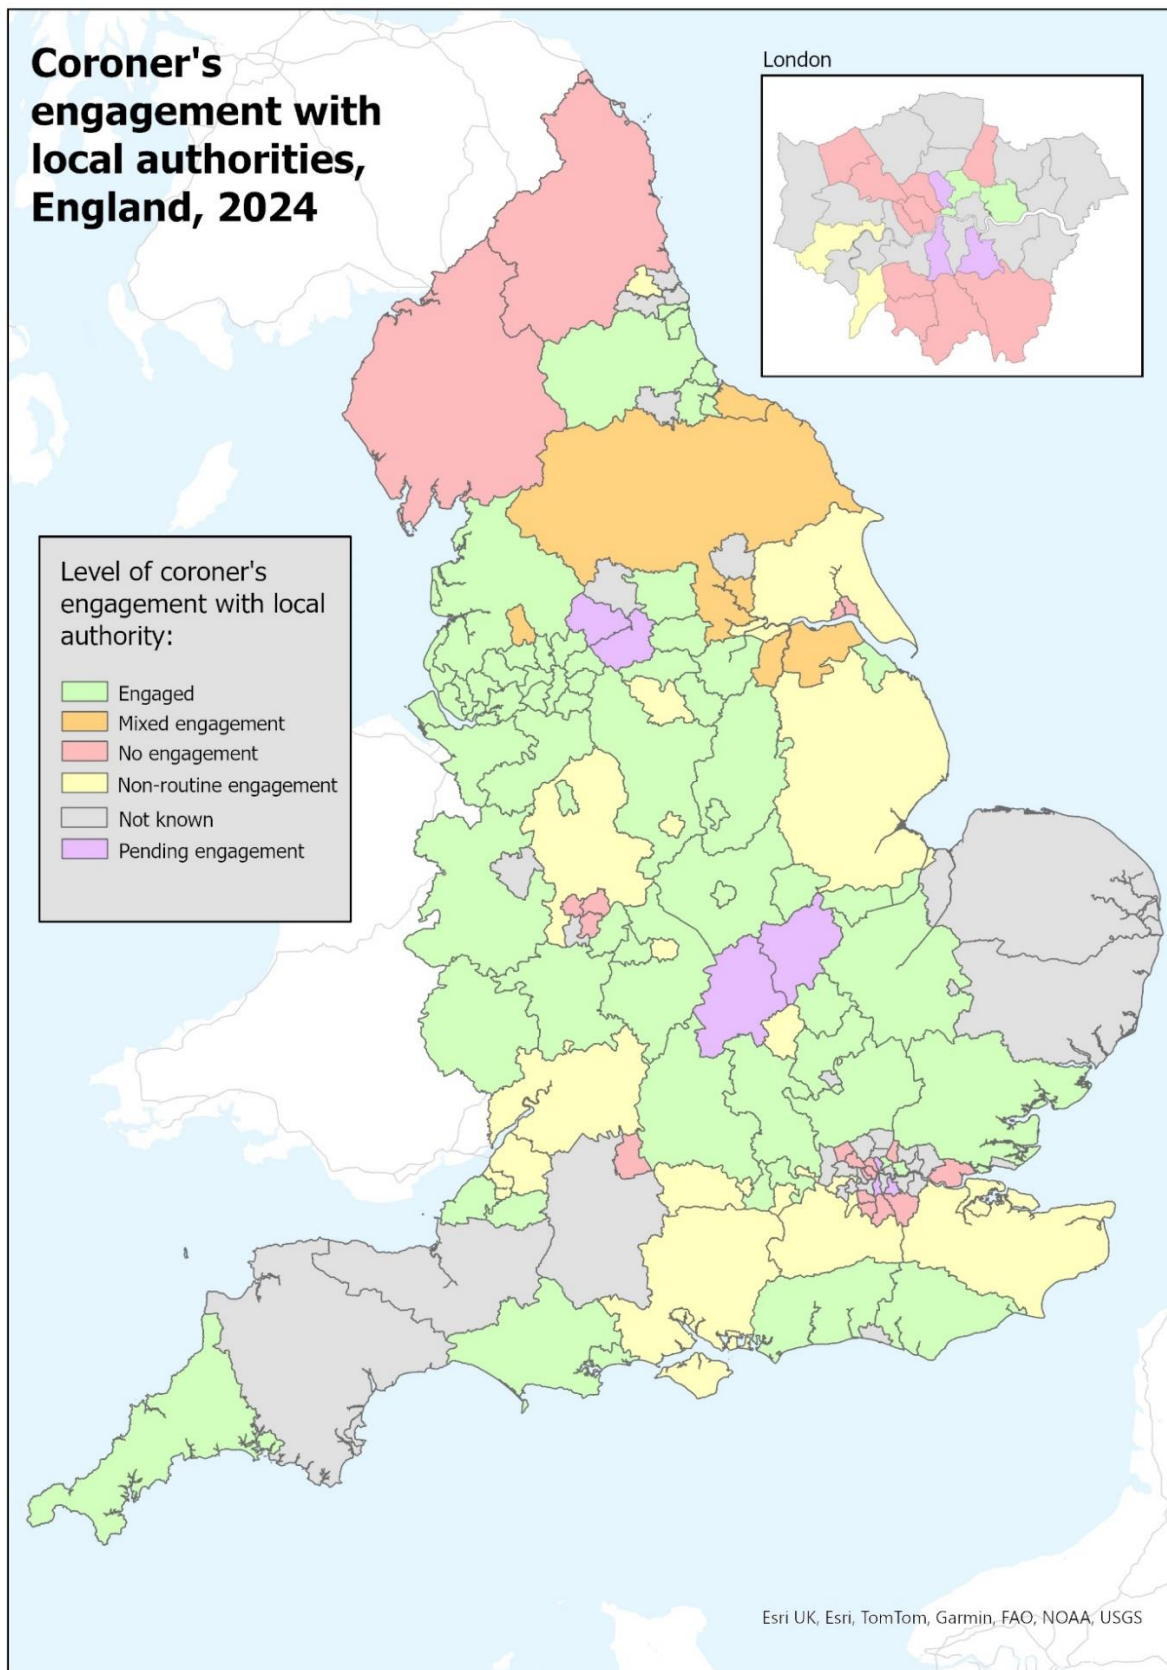 Coroner's
engagement with
local authorities,
England, 2024
London
Level of coroner's
engagement with local
authority:
Engaged
Mixed engagement
No engagement
Non-routine engagement
Not known
Pending engagement
Esri UK, Esri, TomTom, Garmin, FAO, NOAA, USGS